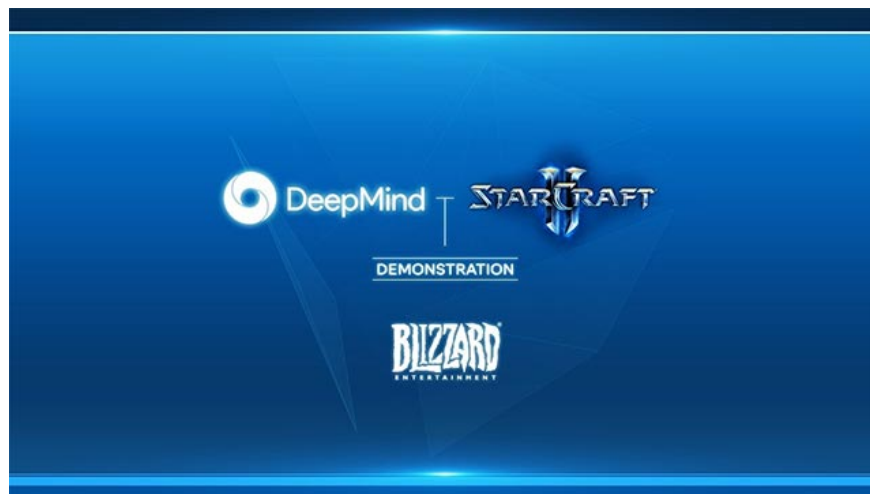 DeepMind
STARCRAFT
II
DEMONSTRATION
BLIZZARD
ENTERTAINMENT